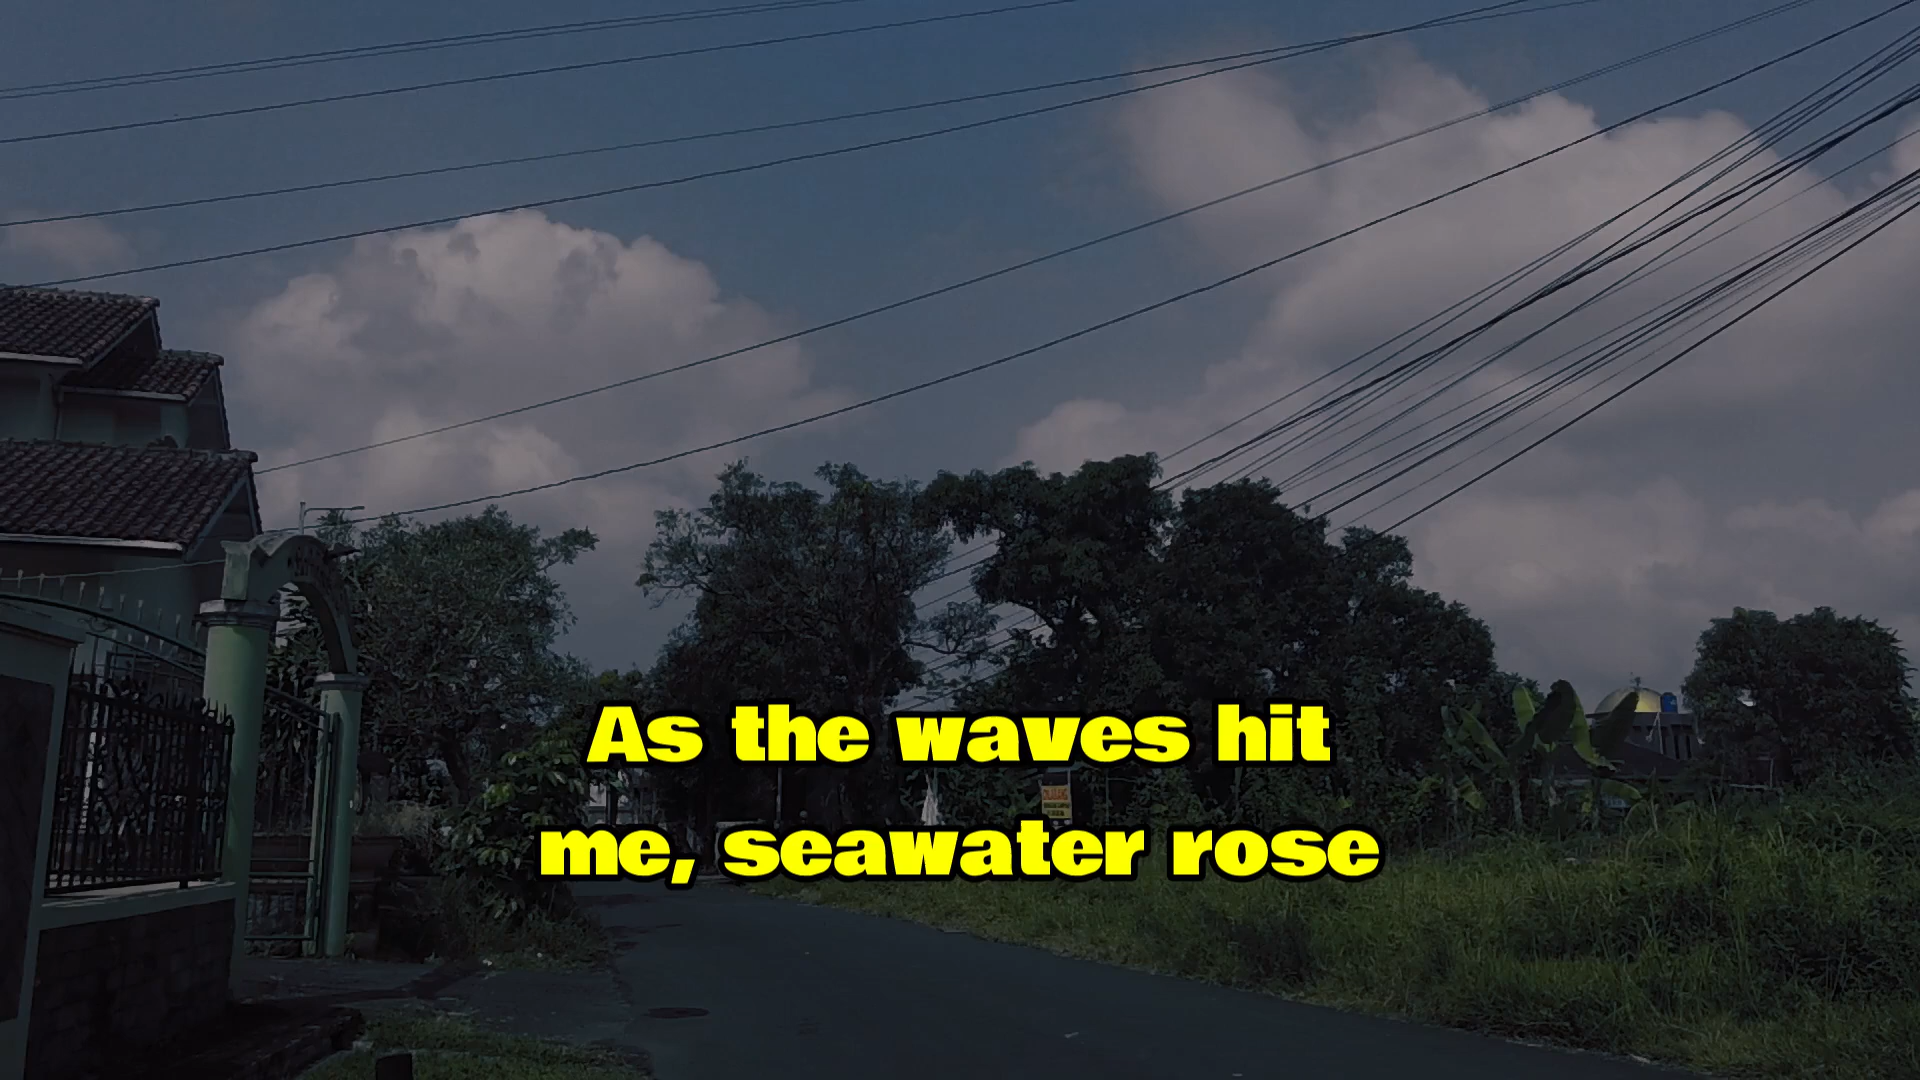 As the waves hit
me, seawater rose